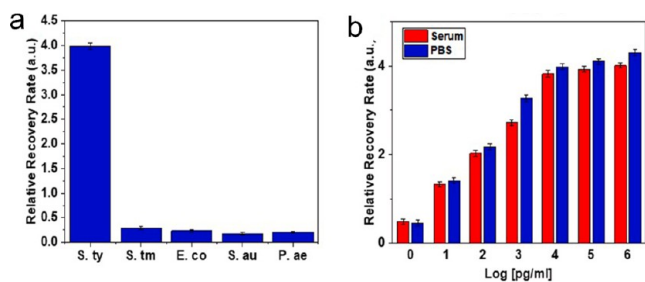 a
Relative Recovery Rate (a.u.)
4.5
4.0
3.5
3.0
2.5
2.0
1.5
1.0
0.5
0.0
S. ty S. tm E. co S. au P. ae
b
Relative Recovery Rate (a.u.,
Serum
PBS
4
2
0
0 1 2 3 4 5 6
Log [pg/ml]